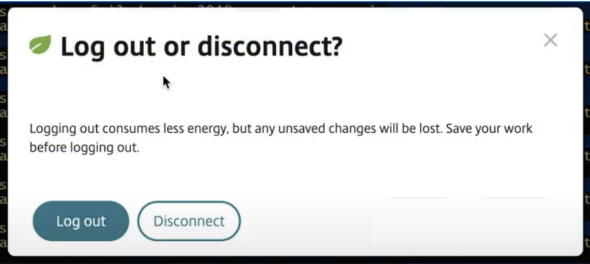 Log out or disconnect?
Logging out consumes less energy, but any unsaved changes will be lost. Save your work
before logging out.
Log out
Disconnect